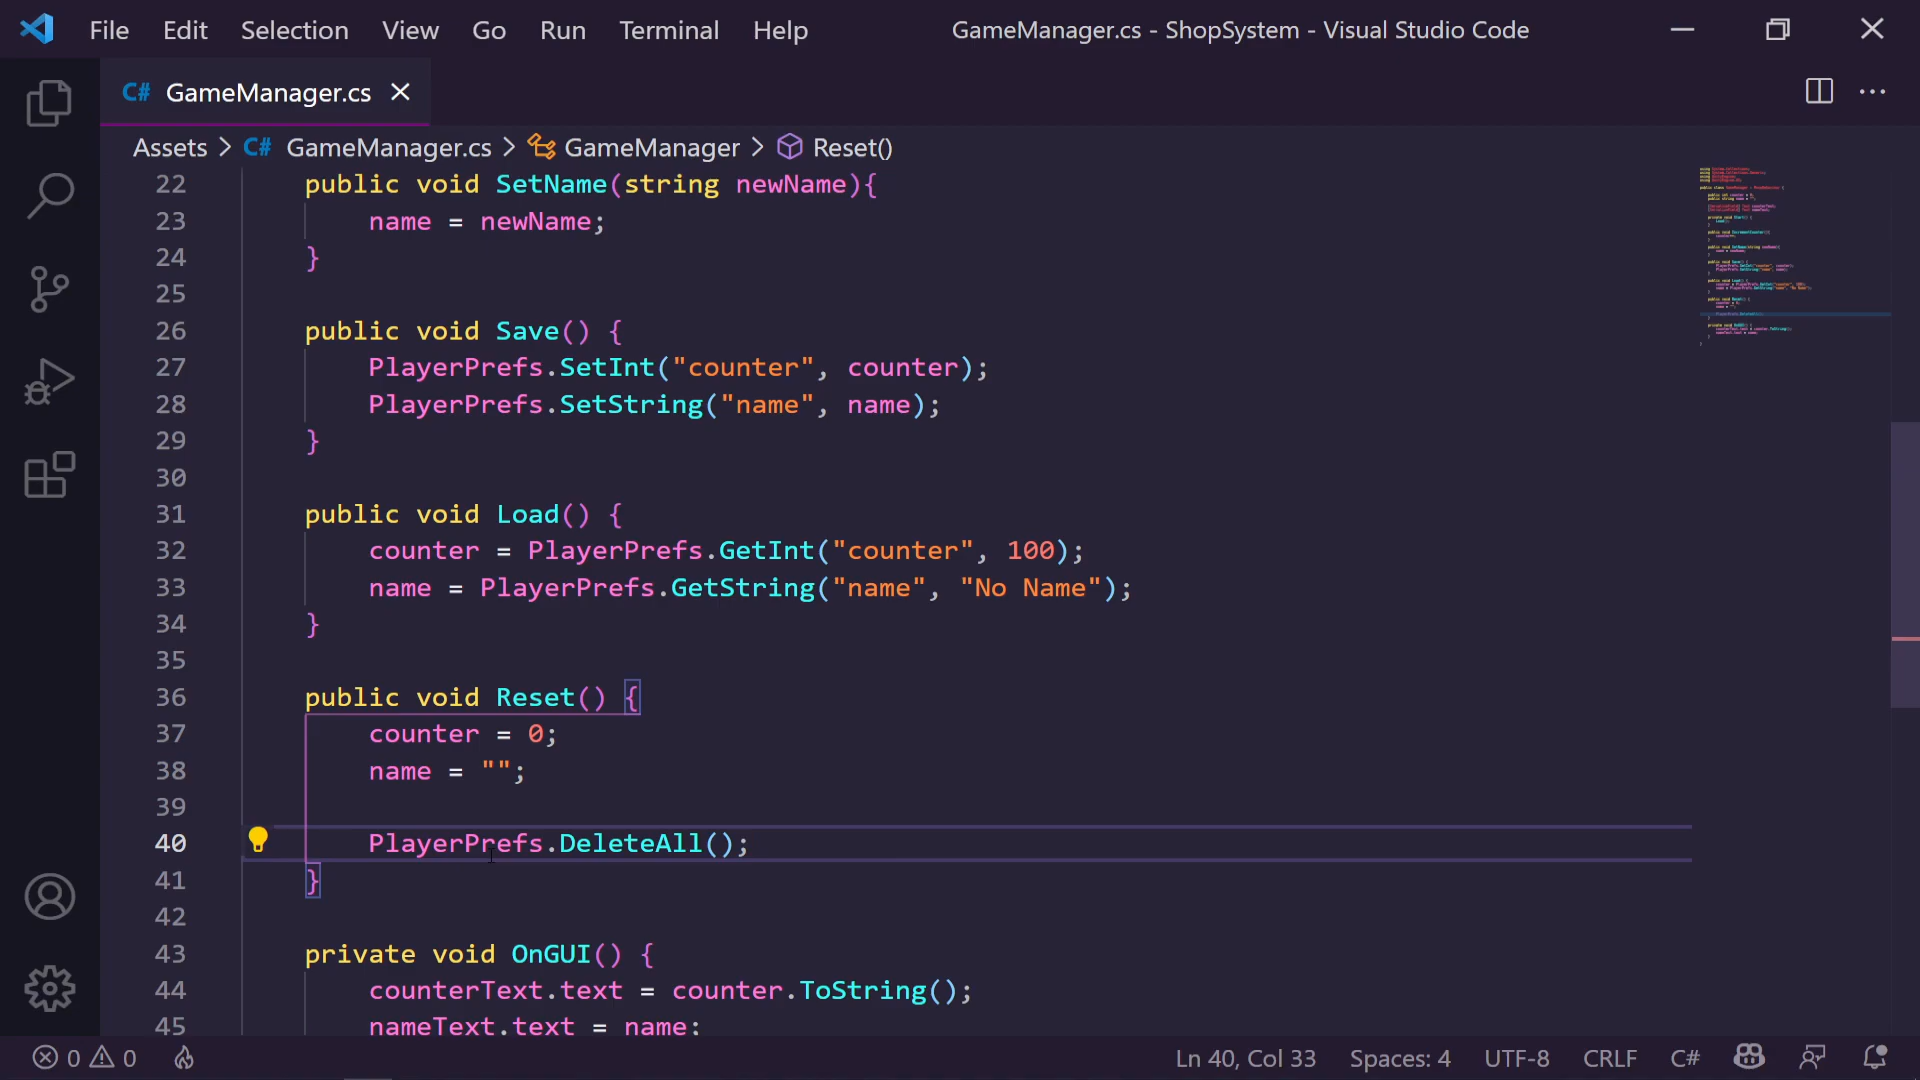 File Edit Selection View Go Run Terminal Help GameManager.cs - ShopSystem - Visual Studio Code
C# GameManager.cs
Assets > C# GameManager.cs > GameManager > Reset()
22 public void SetName(string newName){
23 name = newName;
24 }
25
26 public void Save() {
27 PlayerPrefs.SetInt("counter", counter);
28 PlayerPrefs.SetString("name", name);
29 }
30
31 public void Load() {
32 counter = PlayerPrefs.GetInt("counter", 100);
33 name = PlayerPrefs.GetString("name", "No Name");
34 }
35
36 public void Reset() {
37 counter = 0;
38 name = "";
39
40 PlayerPrefs.DeleteAll();
41 }
42
43 private void OnGUI() {
44 counterText.text = counter.ToString();
45 nameText.text = name;
0 0 Ln 40, Col 33 Spaces: 4 UTF-8 CRLF C#